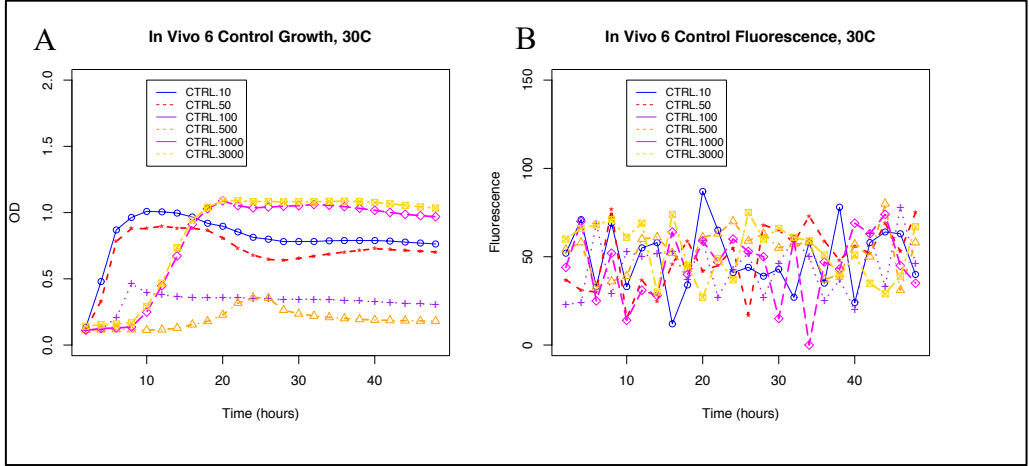 A
In Vivo 6 Control Growth, 30C
OD
2.0
1.5
1.0
0.5
0.0
CTRL.10
CTRL.50
CTRL.100
CTRL.500
CTRL.1000
CTRL.3000
10 20 30 40
Time (hours)
B
In Vivo 6 Control Fluorescence, 30C
Fluorescence
150
100
50
0
CTRL.10
CTRL.50
CTRL.100
CTRL.500
CTRL.1000
CTRL.3000
10 20 30 40
Time (hours)